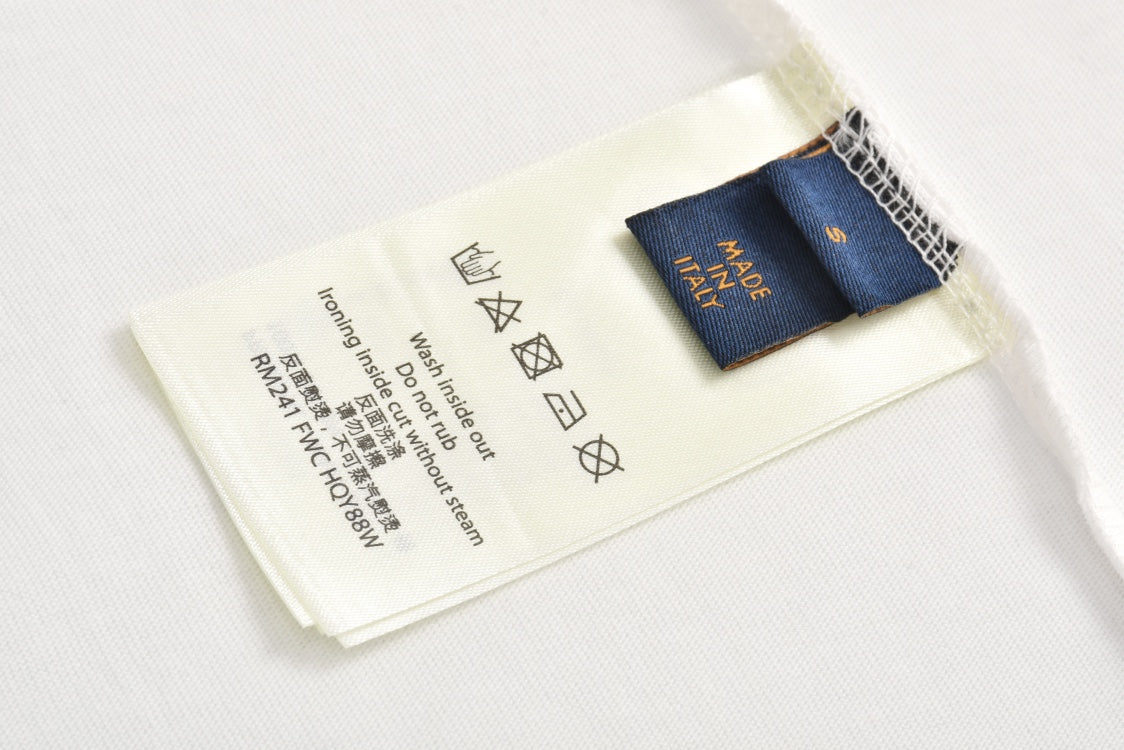 Wash inside out
Do not rub
Ironing inside cut without steam
反面洗涤
请勿摩擦
反面熨烫，不可蒸汽熨烫
RM241 FWC HQY88W
MADE
IN
ITALY
S